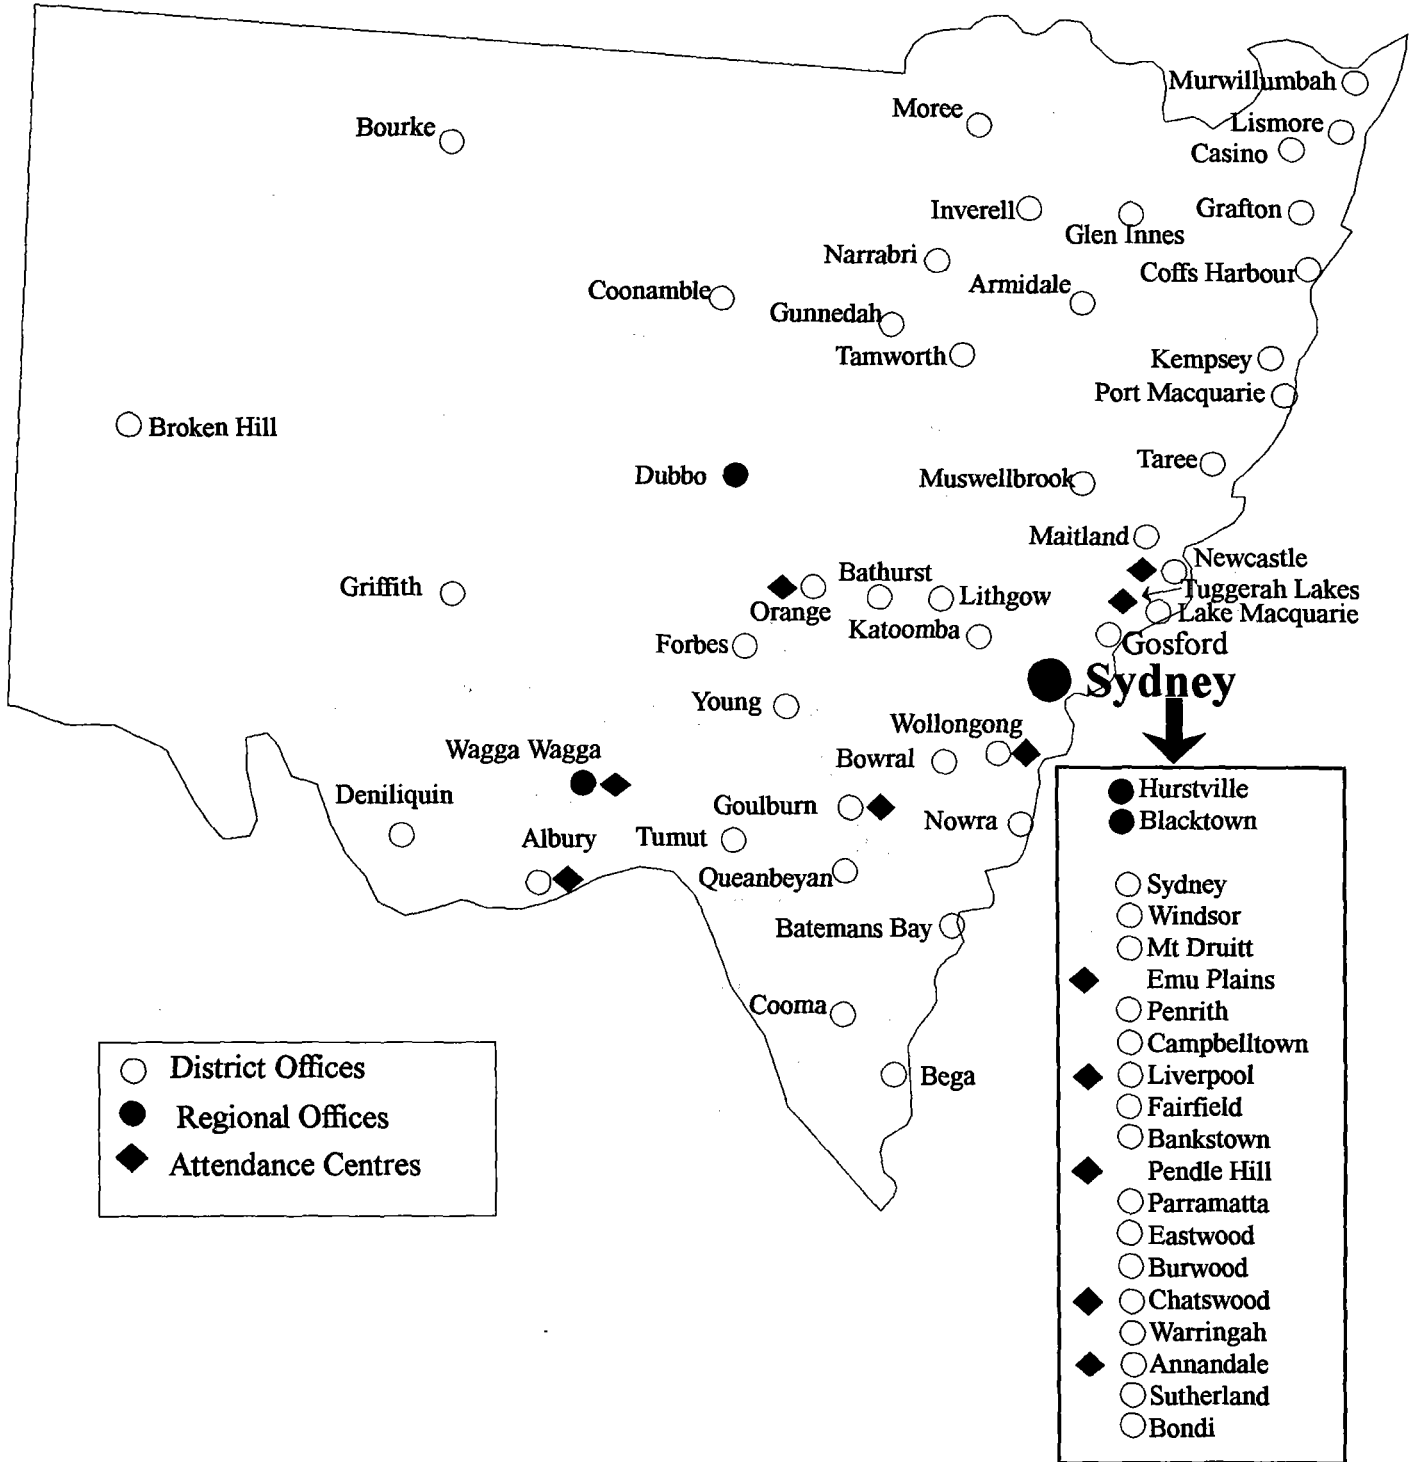 Murwillumbah
Moree
Lismore
Bourke
Casino
Inverell
Grafton
Glen Innes
Narrabri
Coffs Harbour
Armidale
Coonamble
Gunnedah
Tamworth
Kempsey
Port Macquarie
Broken Hill
Taree
Dubbo
Muswellbrook
Maitland
Newcastle
Bathurst
Griffith
Tuggerah Lakes
Lithgow
Orange
Lake Macquarie
Katoomba
Forbes
Gosford
Sydney
Young
Wollongong
Wagga Wagga
Bowral
Deniliquin
Goulburn
Nowra
Albury
Tumut
Queanbeyan
Batemans Bay
Cooma
Bega
Hurstville
Blacktown
Sydney
Windsor
Mt Druitt
Emu Plains
Penrith
Campbelltown
Liverpool
Fairfield
Bankstown
Pendle Hill
Parramatta
Eastwood
Burwood
Chatswood
Warringah
Annandale
Sutherland
Bondi
District Offices
Regional Offices
Attendance Centres